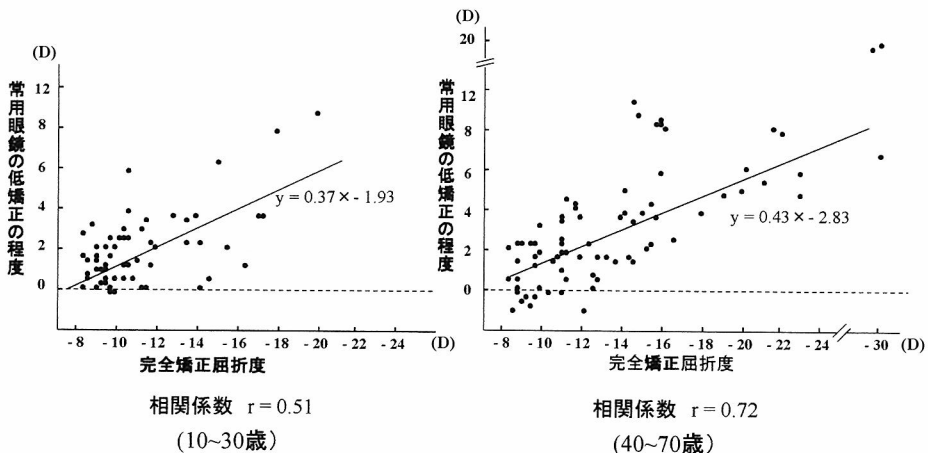 (D)
常用眼鏡の低矯正の程度
12
8
6
4
2
0
y = 0.37 × - 1.93
- 8 - 10 - 12 - 14 - 16 - 18 - 20 - 22 - 24 (D)
完全矯正屈折度
相関係数 r = 0.51
(10~30歳)
(D)
常用眼鏡の低矯正の程度
20
12
8
6
4
2
0
y = 0.43 × - 2.83
- 8 - 10 - 12 - 14 - 16 - 18 - 20 - 22 - 24 - 30 (D)
完全矯正屈折度
相関係数 r = 0.72
(40~70歳)